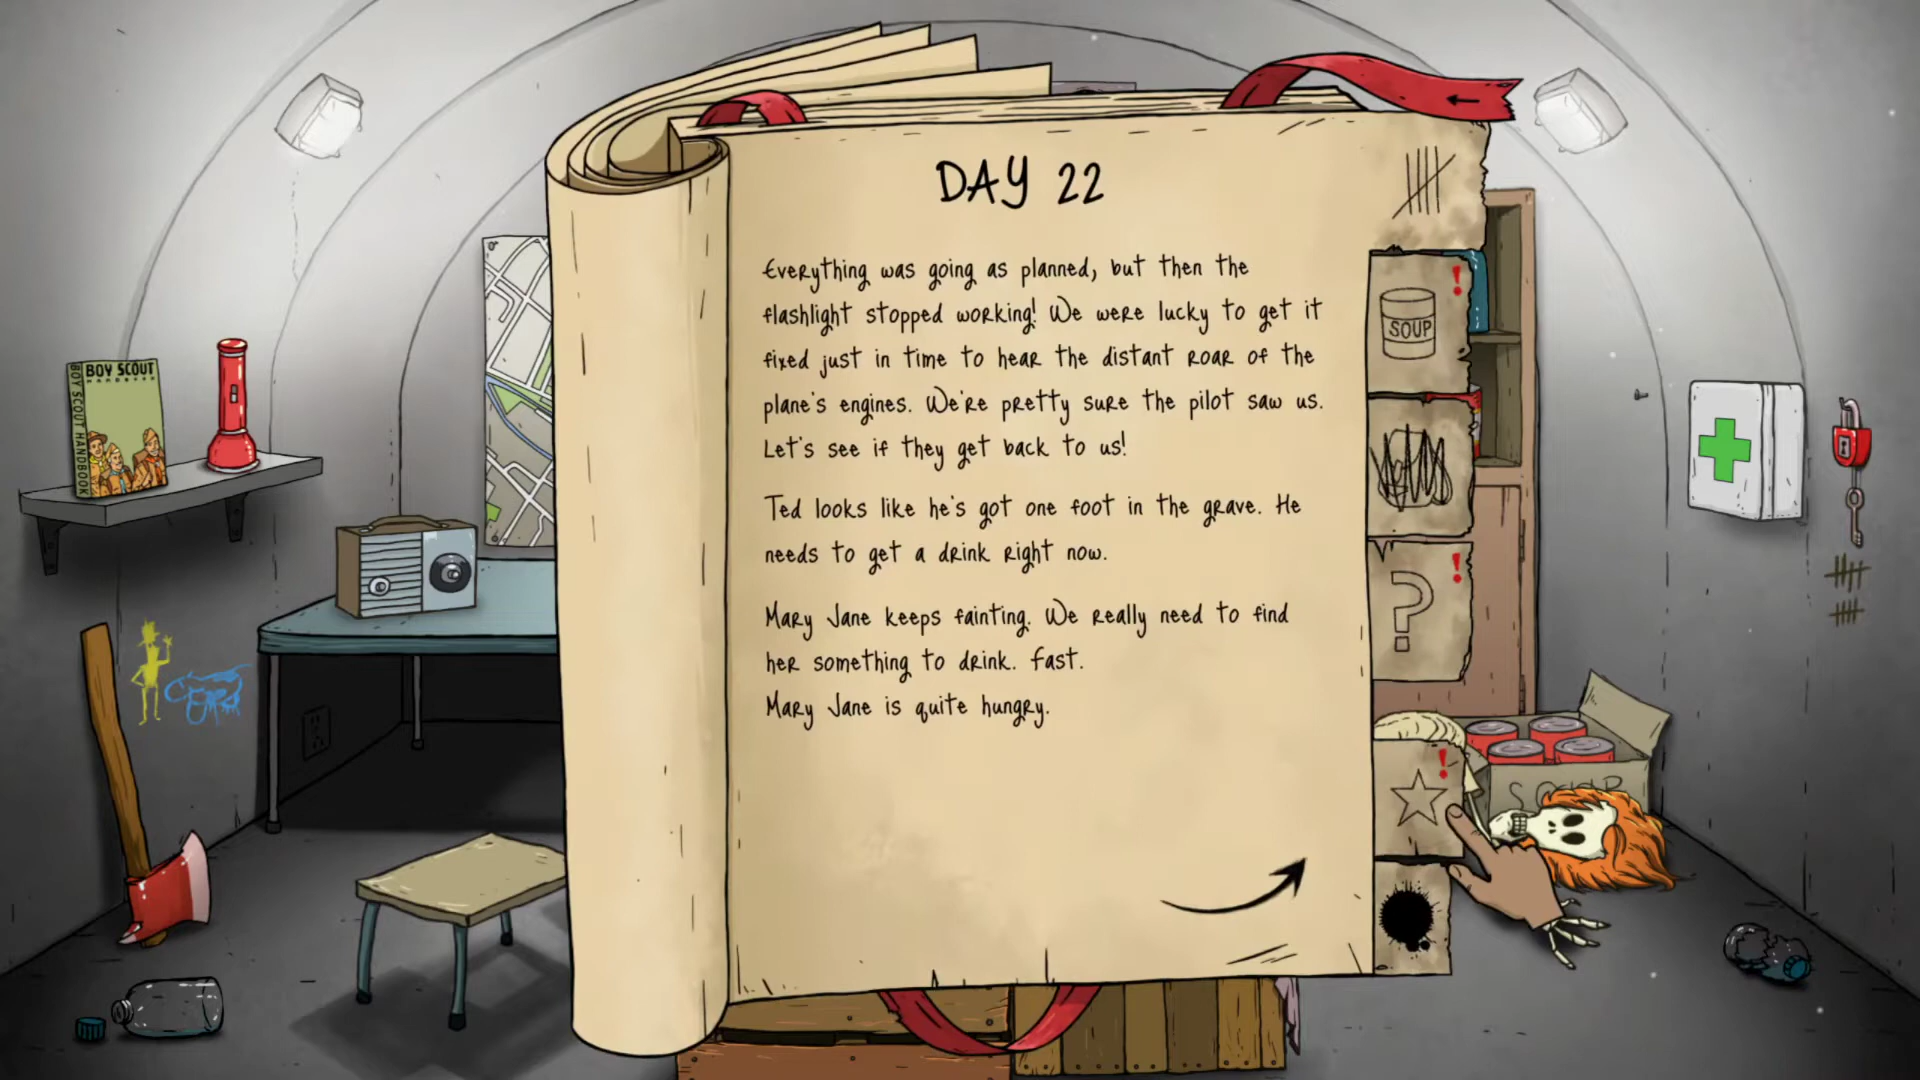 DAY 22
Everything was going as planned, but then the
flashlight stopped working! We were lucky to get it
fixed just in time to hear the distant roar of the
plane's engines. We're pretty sure the pilot saw us.
Let's see if they get back to us!
Ted looks like he's got one foot in the grave. He
needs to get a drink right now.
Mary Jane keeps fainting. We really need to find
her something to drink. Fast.
Mary Jane is quite hungry.
!
SOUP
!
?
!
BOY SCOUT
HANDBOOK
BOY SCOUT HANDBOOK
SOUP